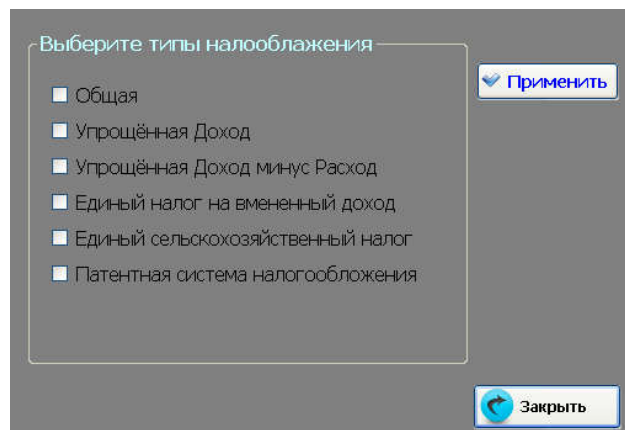 Выберите типы налооблажения
Применить
Общая
Упрощённая Доход
Упрощённая Доход минус Расход
Единый налог на вмененный доход
Единый сельскохозяйственный налог
Патентная система налогообложения
Закрыть